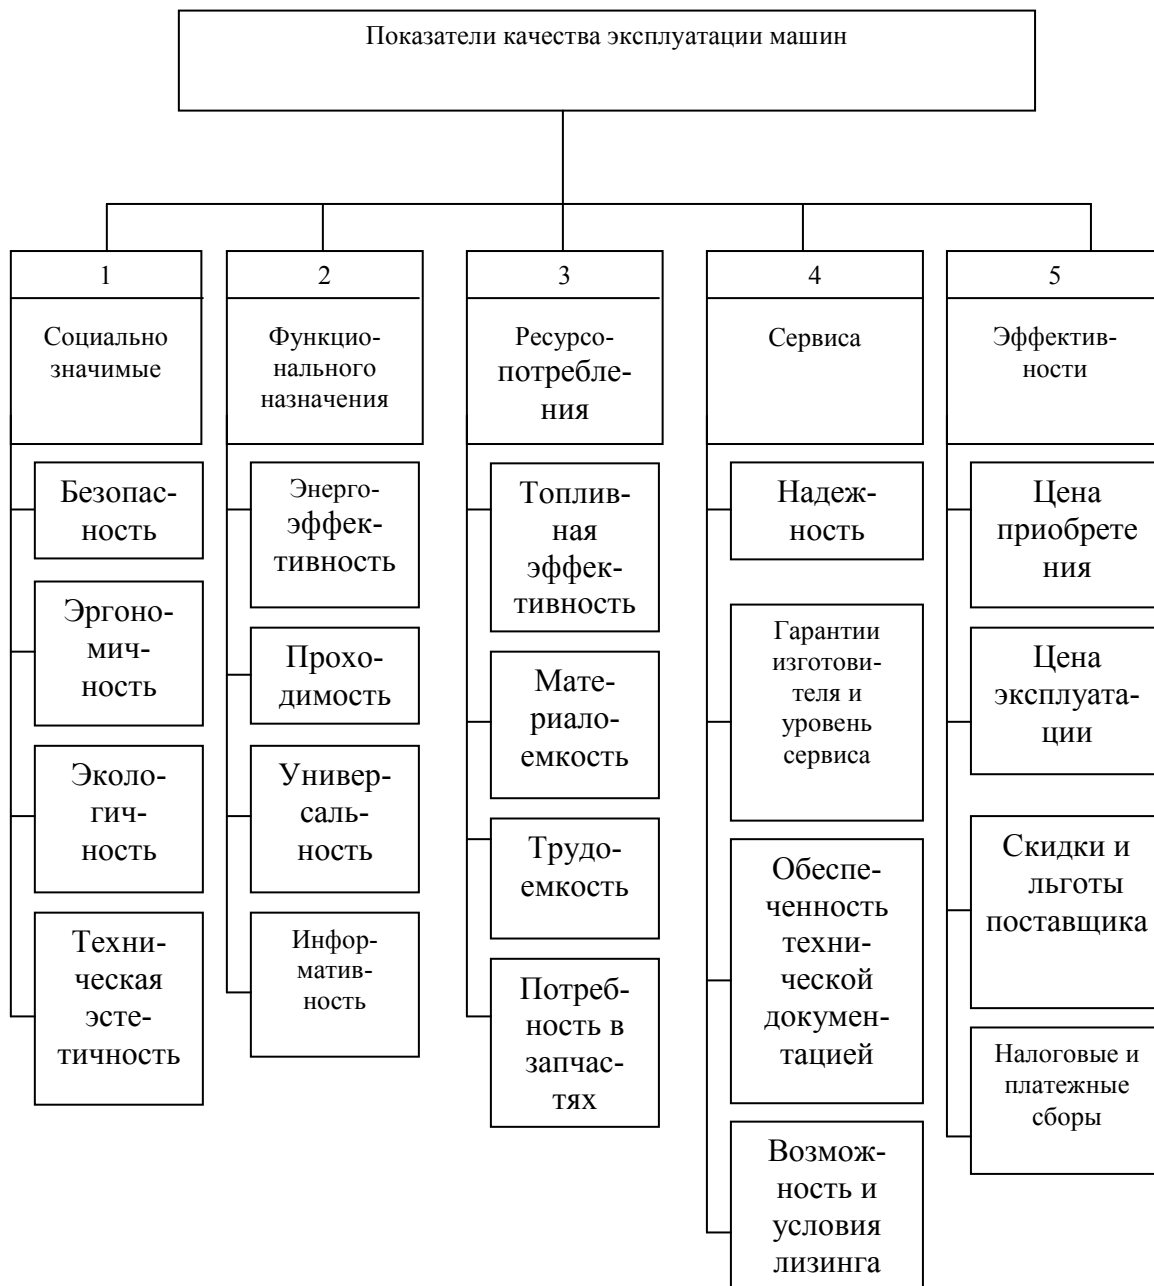 Показатели качества эксплуатации машин
1
Социально
значимые
Безопас-
ность
Эргоно-
мич-
ность
Эколо-
гич-
ность
Техни-
ческая
эсте-
тичность
2
Функцио-
нального
назначения
Энерго-
эффек-
тивность
Прохо-
димость
Универ-
саль-
ность
Инфор-
матив-
ность
3
Ресурсо-
потребле-
ния
Топлив-
ная
эффек-
тивность
Мате-
риало-
емкость
Трудо-
емкость
Потреб-
ность в
запчас-
тях
4
Сервиса
Надеж-
ность
Гарантии
изготови-
теля и
уровень
сервиса
Обеспе-
ченность
техни-
ческой
докумен-
тацией
Возмож-
ность и
условия
лизинга
5
Эффектив-
ности
Цена
приобрете
ния
Цена
эксплуата-
ции
Скидки и
льготы
поставщика
Налоговые и
платежные
сборы